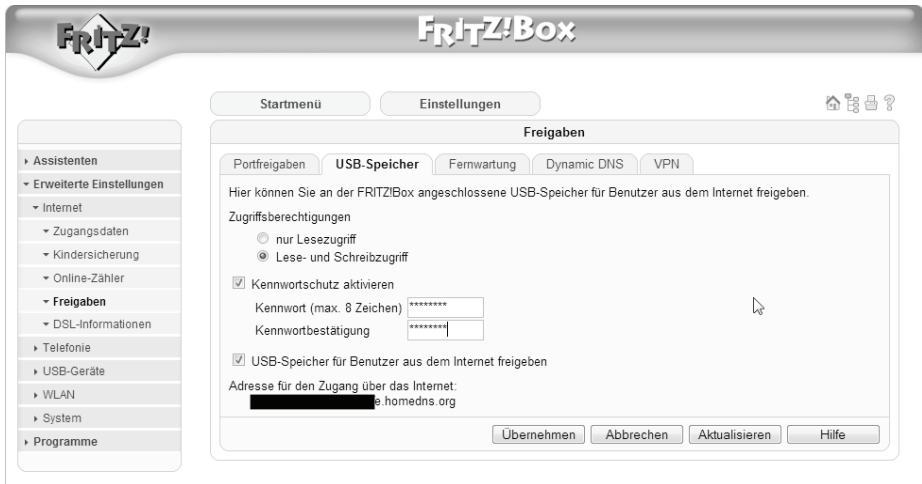 FRITZ!
FRITZ!Box
Startmenü
Einstellungen
Freigaben
Assistenten
Erweiterte Einstellungen
Internet
Zugangsdaten
Kindersicherung
Online-Zähler
Freigaben
DSL-Informationen
Telefonie
USB-Geräte
WLAN
System
Programme
Portfreigaben
USB-Speicher
Fernwartung
Dynamic DNS
VPN
Hier können Sie an der FRITZ!Box angeschlossene USB-Speicher für Benutzer aus dem Internet freigeben.
Zugriffsberechtigungen
nur Lesezugriff
Lese- und Schreibzugriff
Kennwortschutz aktivieren
Kennwort (max. 8 Zeichen) ********
Kennwortbestätigung ********
USB-Speicher für Benutzer aus dem Internet freigeben
Adresse für den Zugang über das Internet:
e.homedns.org
Übernehmen
Abbrechen
Aktualisieren
Hilfe